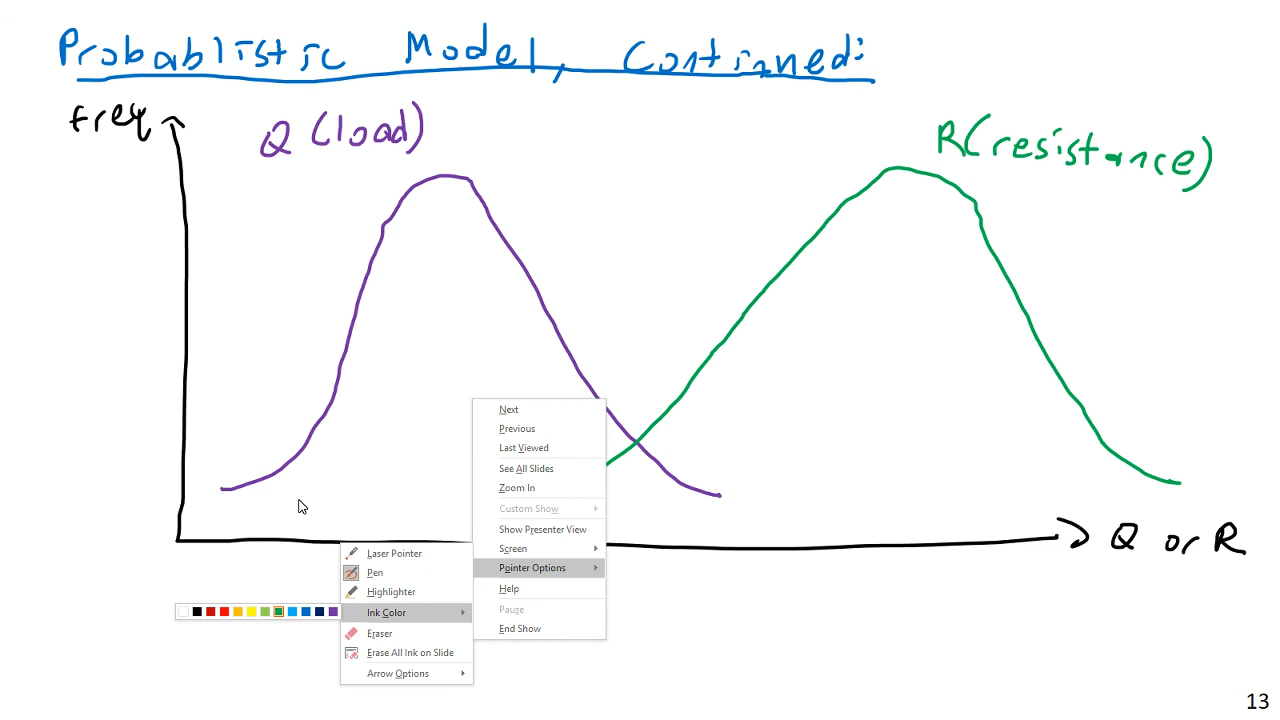 Probablistic Model, Continned:
Freq
Q (load)
R(resistance)
Next
Previous
Last Viewed
See All Slides
Zoom In
Custom Show
Show Presenter View
Screen
Pointer Options
Help
Pause
End Show
Laser Pointer
Pen
Highlighter
Ink Color
Eraser
Erase All Ink on Slide
Arrow Options
Q or R
13